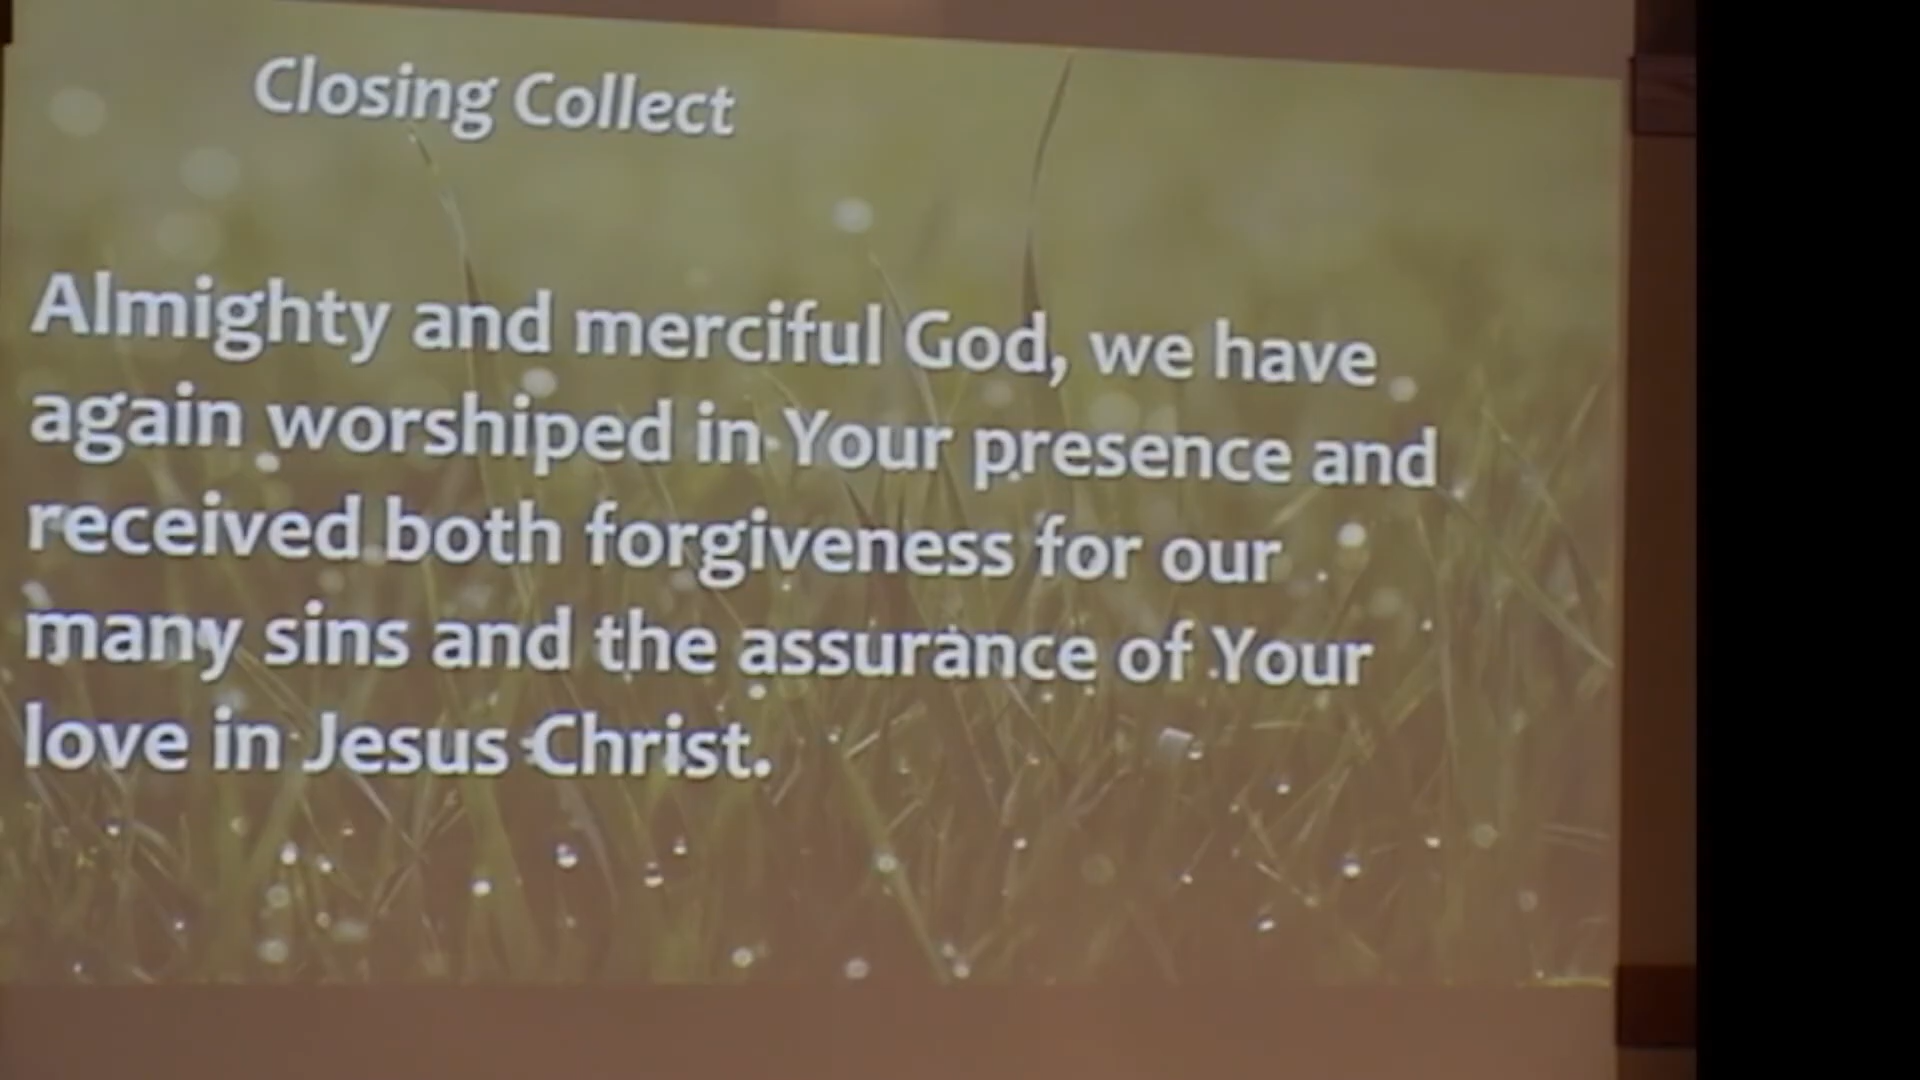 Closing Collect
Almighty and merciful God, we have
again worshiped in Your presence and
received both forgiveness for our
many sins and the assurance of Your
love in Jesus Christ.